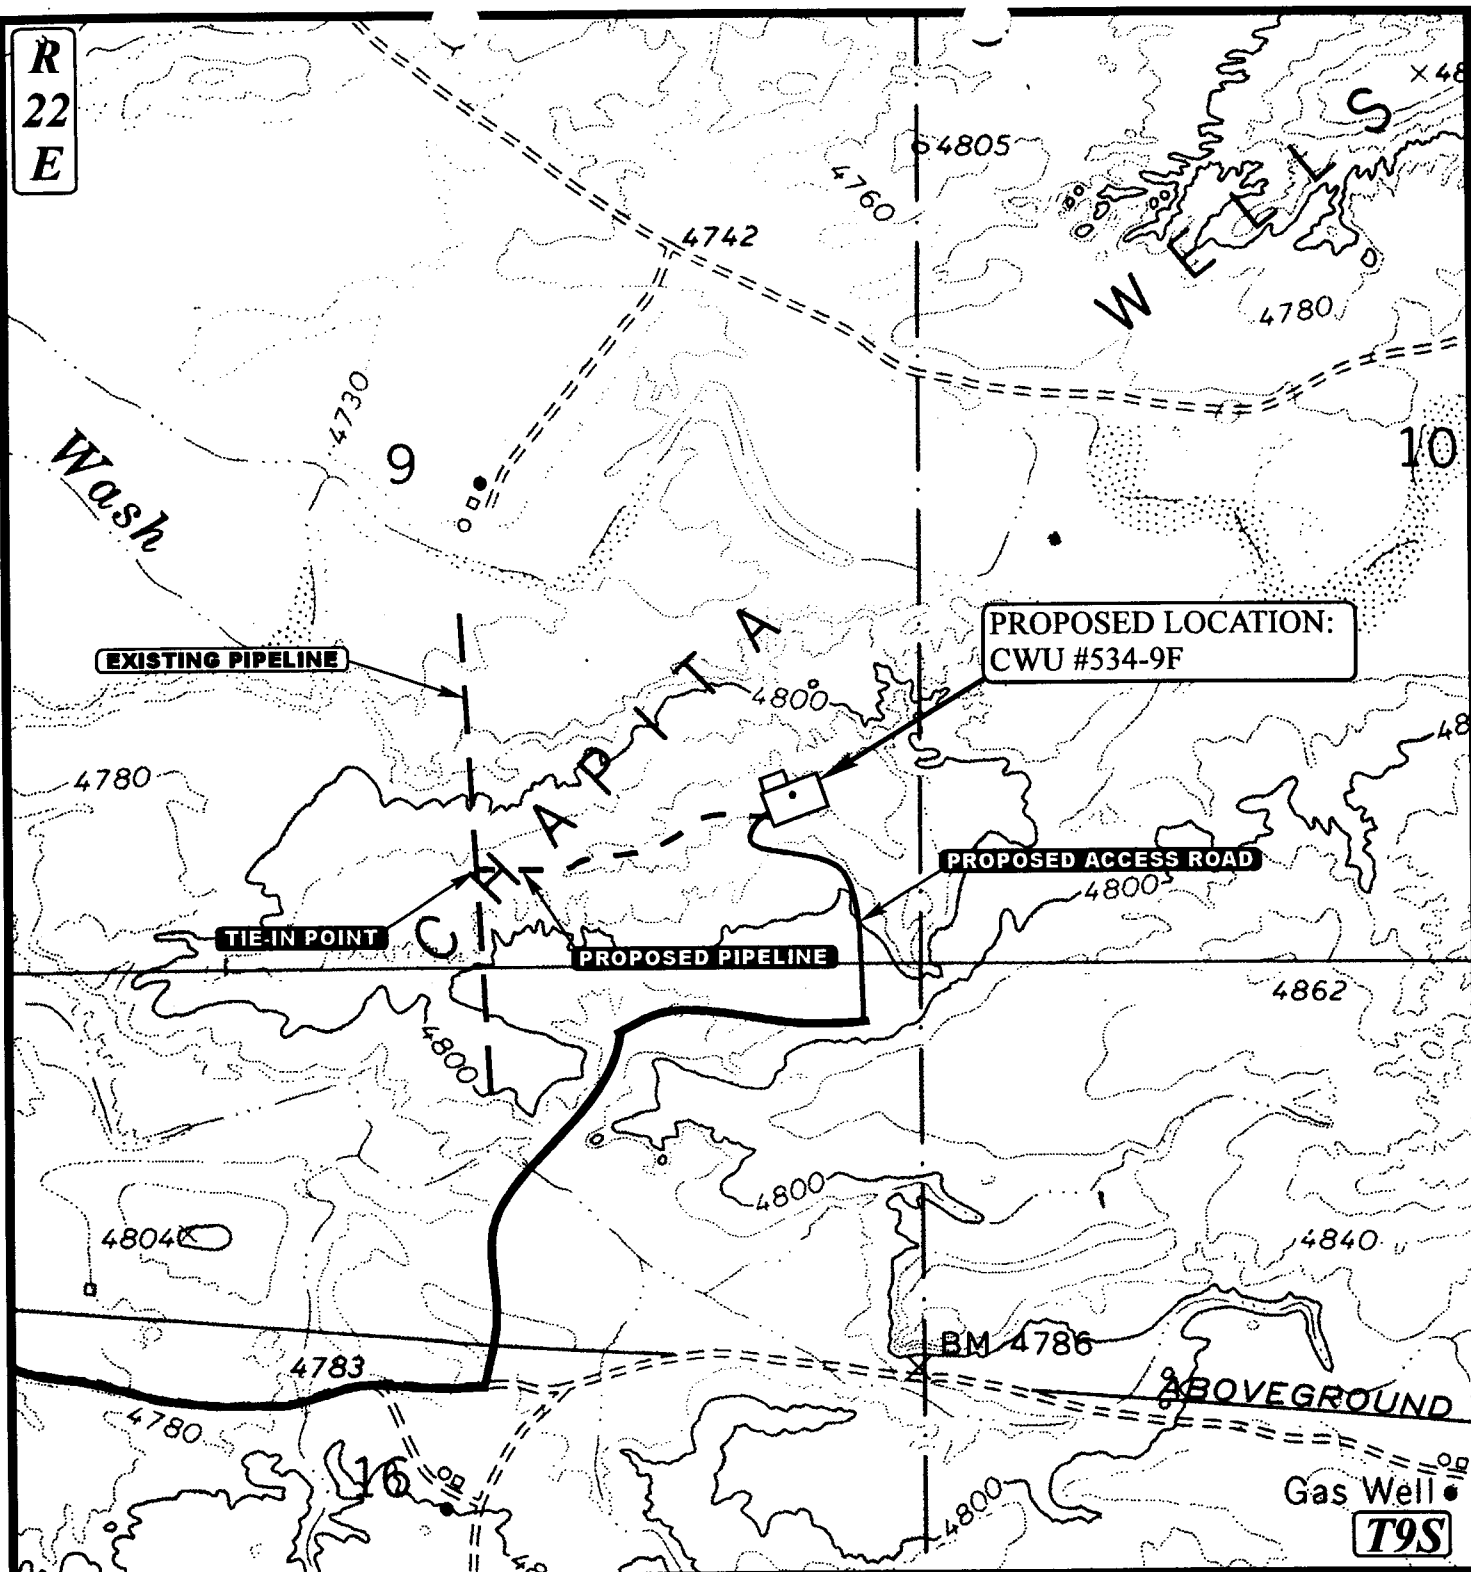 R
22
E
48
4805
4760
4742
WELLS
4780
4730
9
10
Wash
PROPOSED LOCATION:
CWU #534-9F
EXISTING PIPELINE
CHAPITA
4800
48
4780
PROPOSED ACCESS ROAD
4800
TIE-IN POINT
PROPOSED PIPELINE
4862
4800
4800
4804
4840
BM 4786
4783
ABOVEGROUND
4780
16
4800
Gas Well
T9S